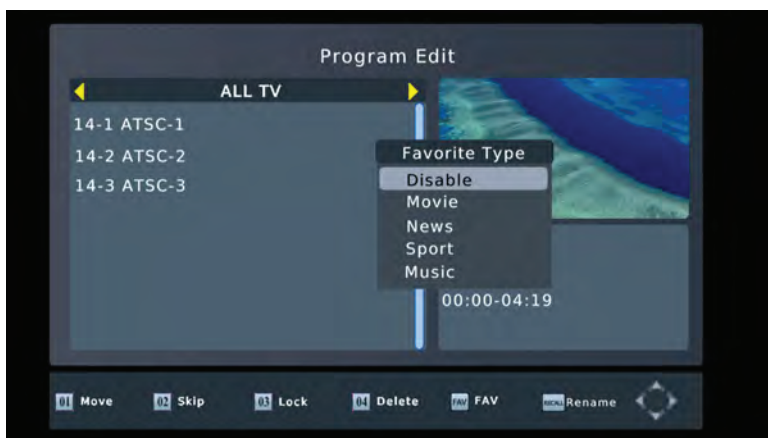 Program Edit
ALL TV
14-1 ATSC-1
14-2 ATSC-2
14-3 ATSC-3
Favorite Type
Disable
Movie
News
Sport
Music
00:00-04:19
01 Move 02 Skip 03 Lock 04 Delete FAV FAV RECALL Rename